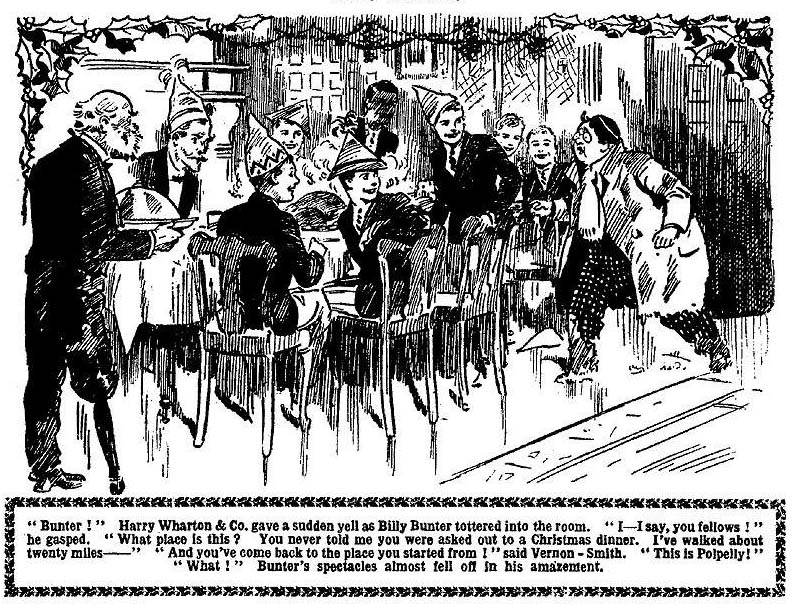 “Bunter !” Harry Wharton & Co. gave a sudden yell as Billy Bunter tottered into the room. “I—I say, you fellows !”
he gasped. “What place is this ? You never told me you were asked out to a Christmas dinner. I’ve walked about
twenty miles——” “And you’ve come back to the place you started from !” said Vernon - Smith. “This is Polpelly!”
“What !” Bunter’s spectacles almost fell off in his amazement.